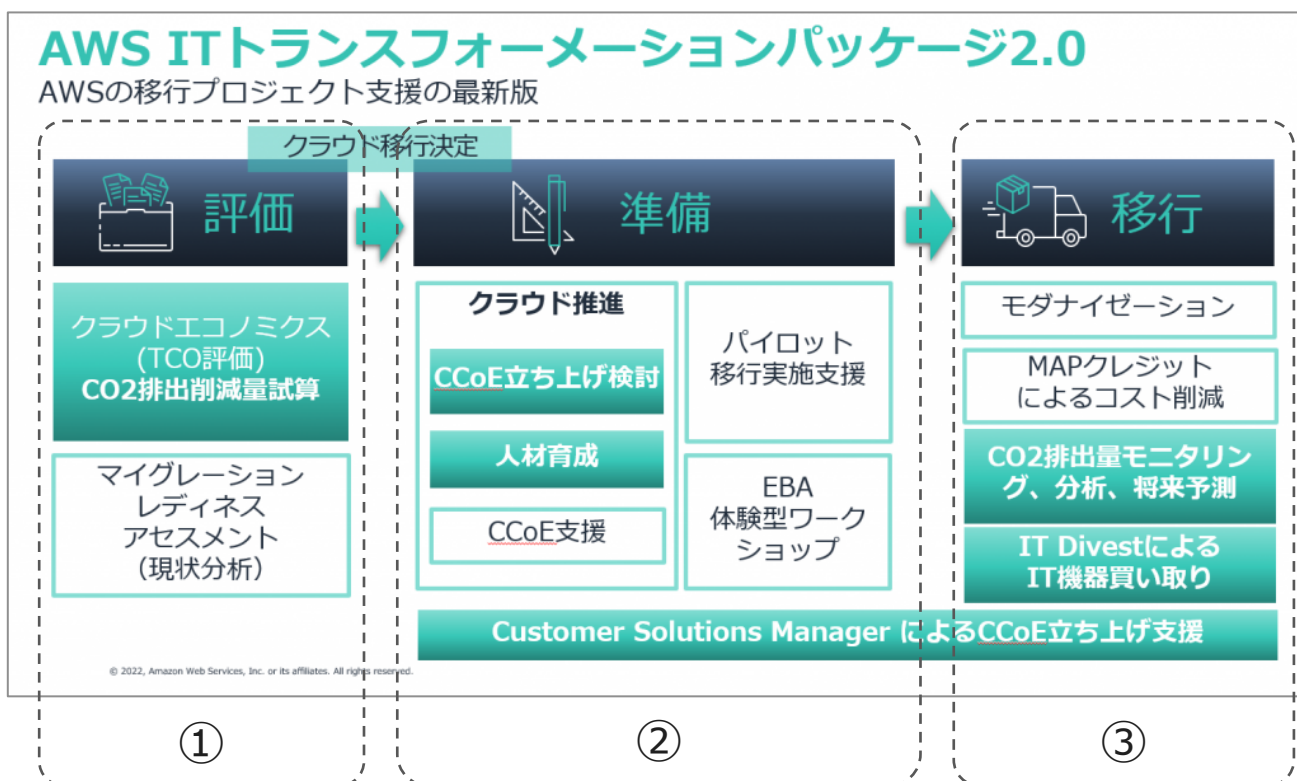 AWS ITトランスフォーメーションパッケージ2.0
AWSの移行プロジェクト支援の最新版
クラウド移行決定
評価
クラウドエコノミクス
(TCO評価)
CO2排出削減量試算
マイグレーション
レディネス
アセスメント
（現状分析）
準備
クラウド推進
CCoE立ち上げ検討
人材育成
CCoE支援
パイロット
移行実施支援
EBA
体験型ワーク
ショップ
移行
モダナイゼーション
MAPクレジット
によるコスト削減
CO2排出量モニタリン
グ、分析、将来予測
IT Divestによる
IT機器買い取り
Customer Solutions Manager によるCCoE立ち上げ支援
© 2022, Amazon Web Services, Inc. or its affiliates. All rights reserved.
①
②
③